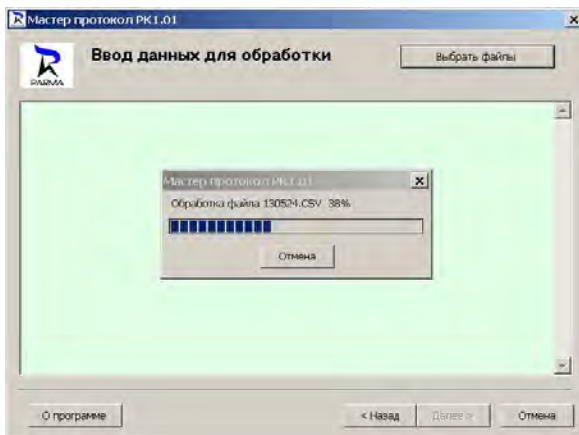 Мастер протокол РК1.01
PARMA
Ввод данных для обработки
Выбрать файлы
Мастер протокол РК1.01
Обработка файла 130524.CSV 38%
Отмена
О программе
< Назад
Далее >
Отмена